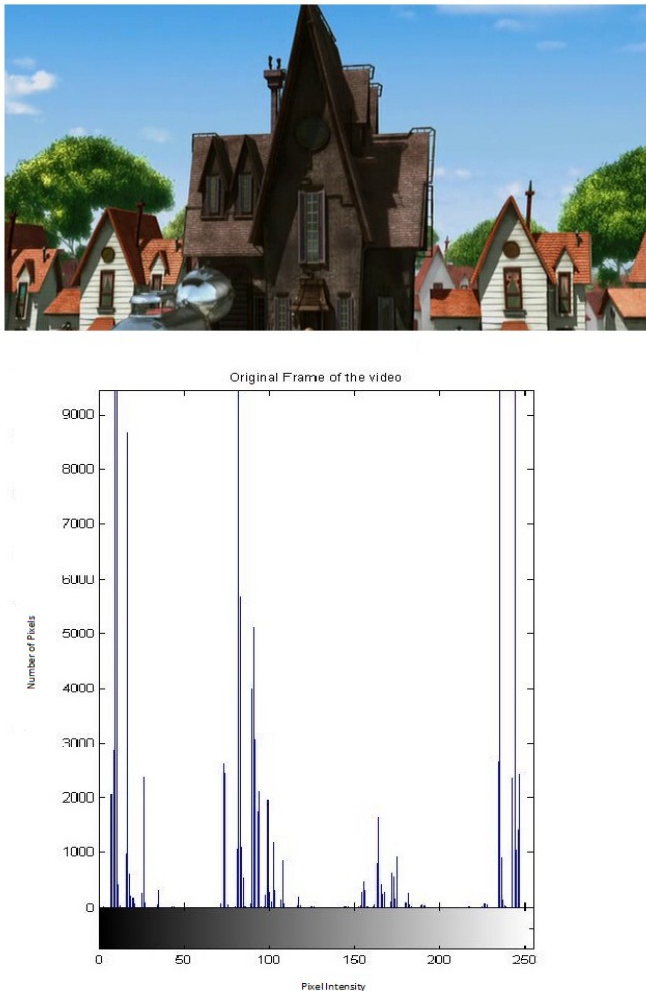 Original Frame of the video
9000
8000
7000
6000
5000
4000
3000
2000
1000
0
Number of Pixels
0 50 100 150 200 250
Pixel Intensity